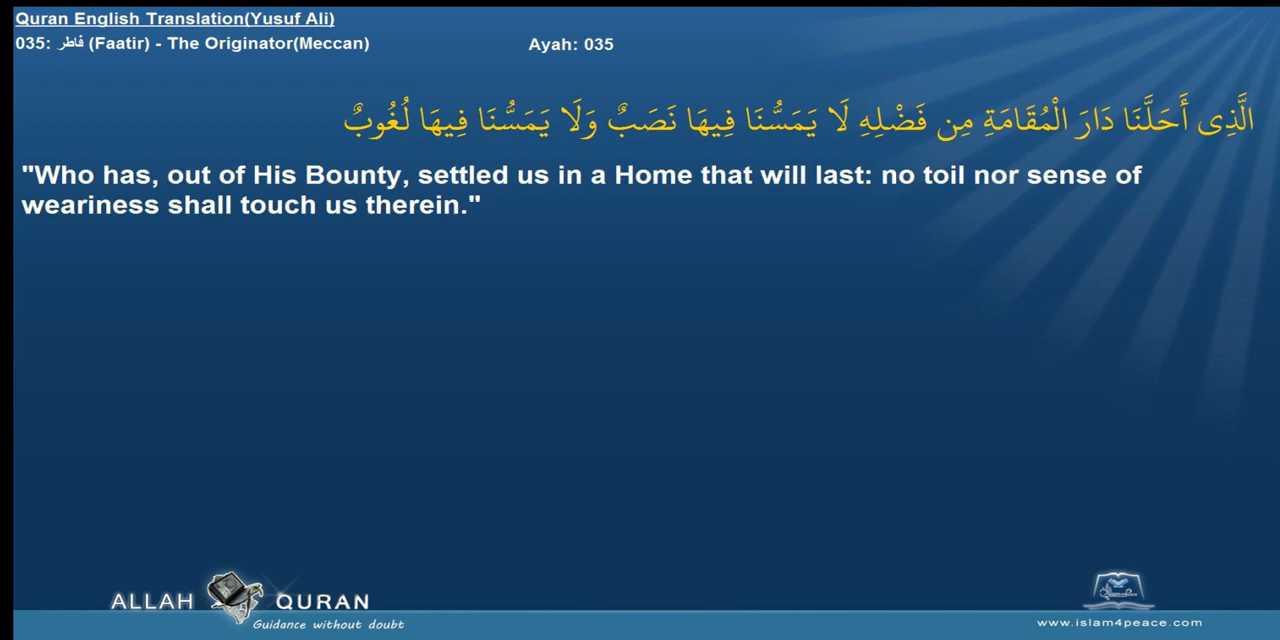 Quran English Translation(Yusuf Ali)
035: فاطر (Faatir) - The Originator(Meccan)
Ayah: 035
الَّذِى أَحَلَّنَا دَارَ الْمُقَامَةِ مِن فَضْلِهِ لَا يَمَسُّنَا فِيهَا نَصَبٌ وَلَا يَمَسُّنَا فِيهَا لُغُوبٌ
"Who has, out of His Bounty, settled us in a Home that will last: no toil nor sense of
weariness shall touch us therein."
ALLAH QURAN
Guidance without doubt
www.islam4peace.com